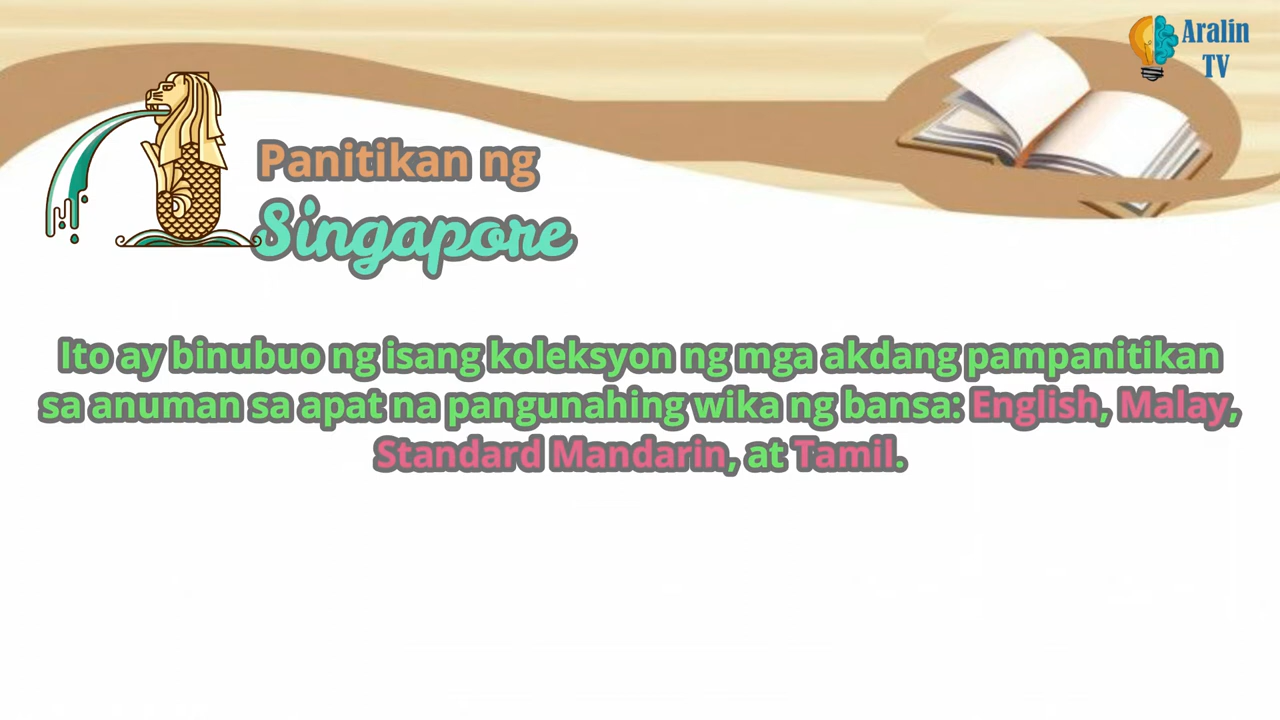 Aralin
TV
Panitikan ng
Singapore
Ito ay binubuo ng isang koleksyon ng mga akdang pampanitikan
sa anuman sa apat na pangunahing wika ng bansa: English, Malay,
Standard Mandarin, at Tamil.